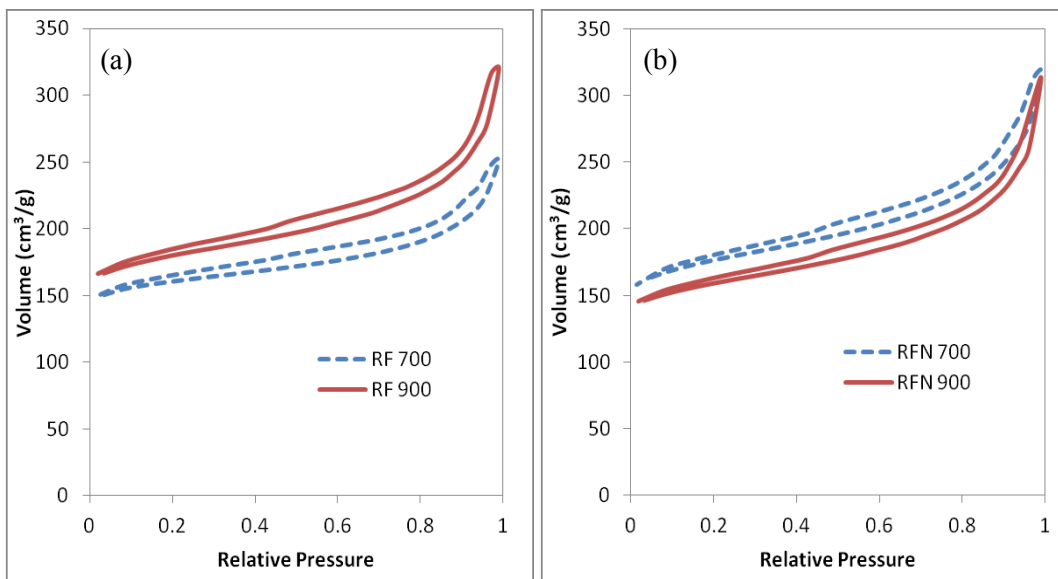 (a)
Volume (cm³/g)
350
300
250
200
150
100
50
0
0 0.2 0.4 0.6 0.8 1
Relative Pressure
RF 700
RF 900
(b)
Volume (cm³/g)
350
300
250
200
150
100
50
0
0 0.2 0.4 0.6 0.8 1
Relative Pressure
RFN 700
RFN 900